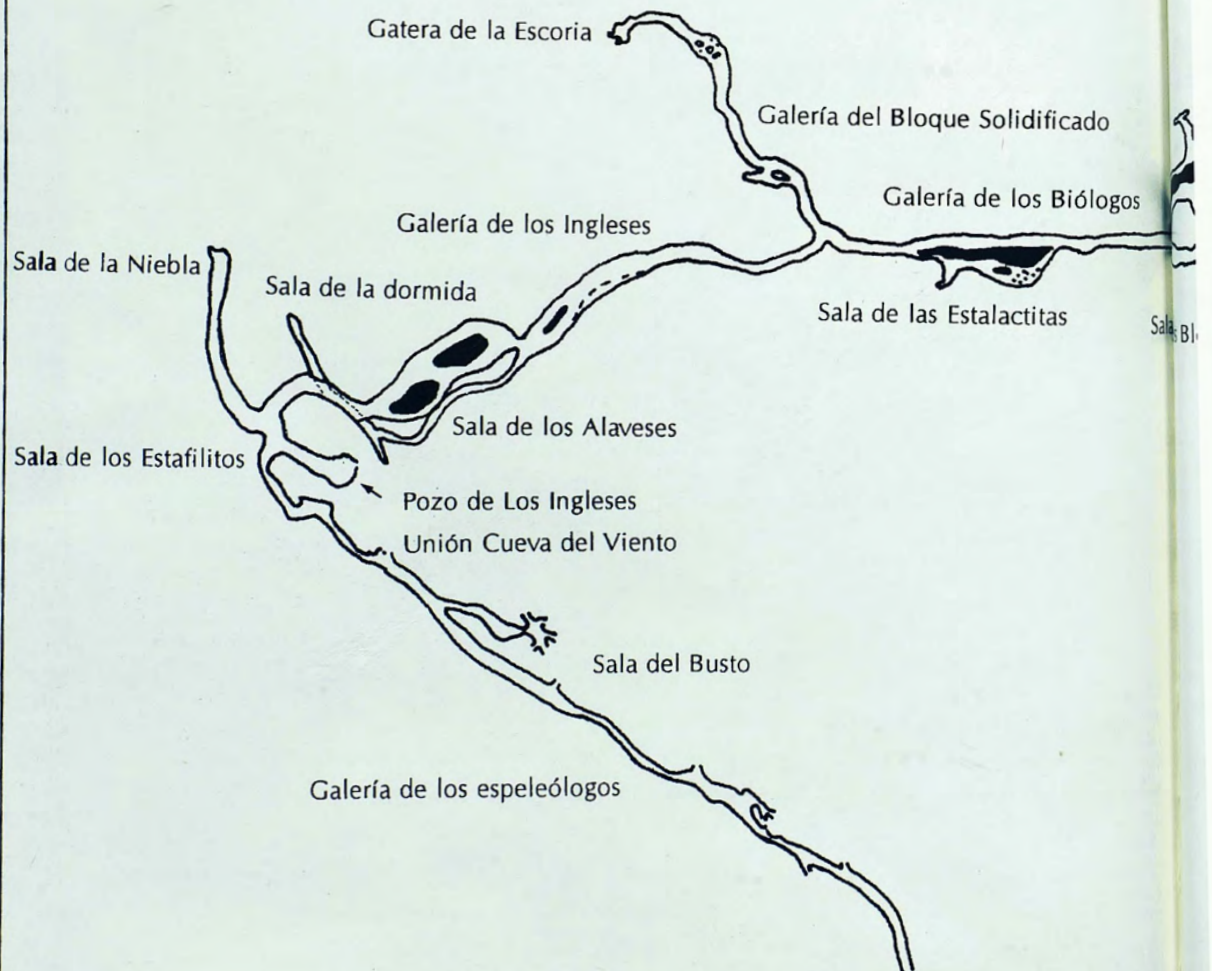 Gatera de la Escoria
Galería del Bloque Solidificado
Galería de los Biólogos
Galería de los Ingleses
Sala de la Niebla
Sala de la dormida
Sala de las Estalactitas
Sala
Sala de los Alaveses
Sala de los Estafilitos
Pozo de Los Ingleses
Unión Cueva del Viento
Sala del Busto
Galería de los espeleólogos